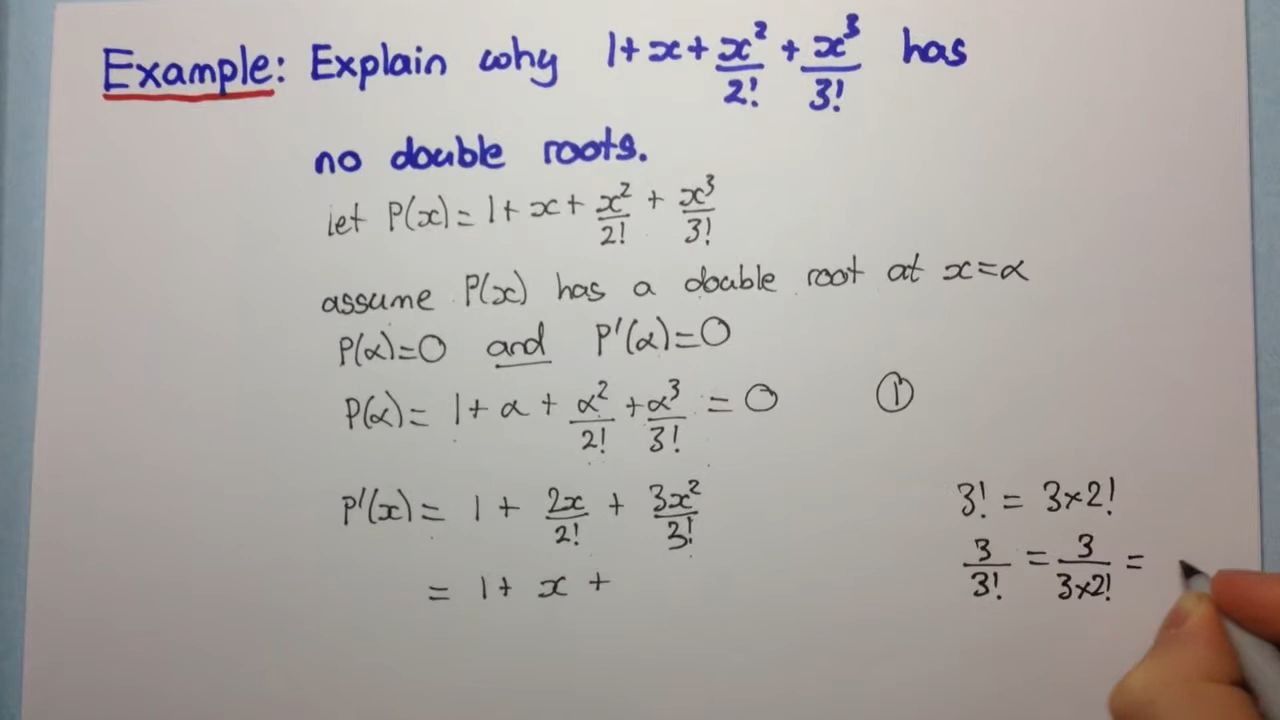 Example: Explain why 1+x+x²/2!+x³/3! has
no double roots.
let P(x)=1+x+x²/2!+x³/3!
assume P(x) has a double root at x=α
P(α)=0 and P'(α)=0
P(α)=1+α+α²/2!+α³/3!=0 ①
P'(x)=1+2x/2!+3x²/3!
=1+x+
3!=3×2!
3/3!=3/3×2!=